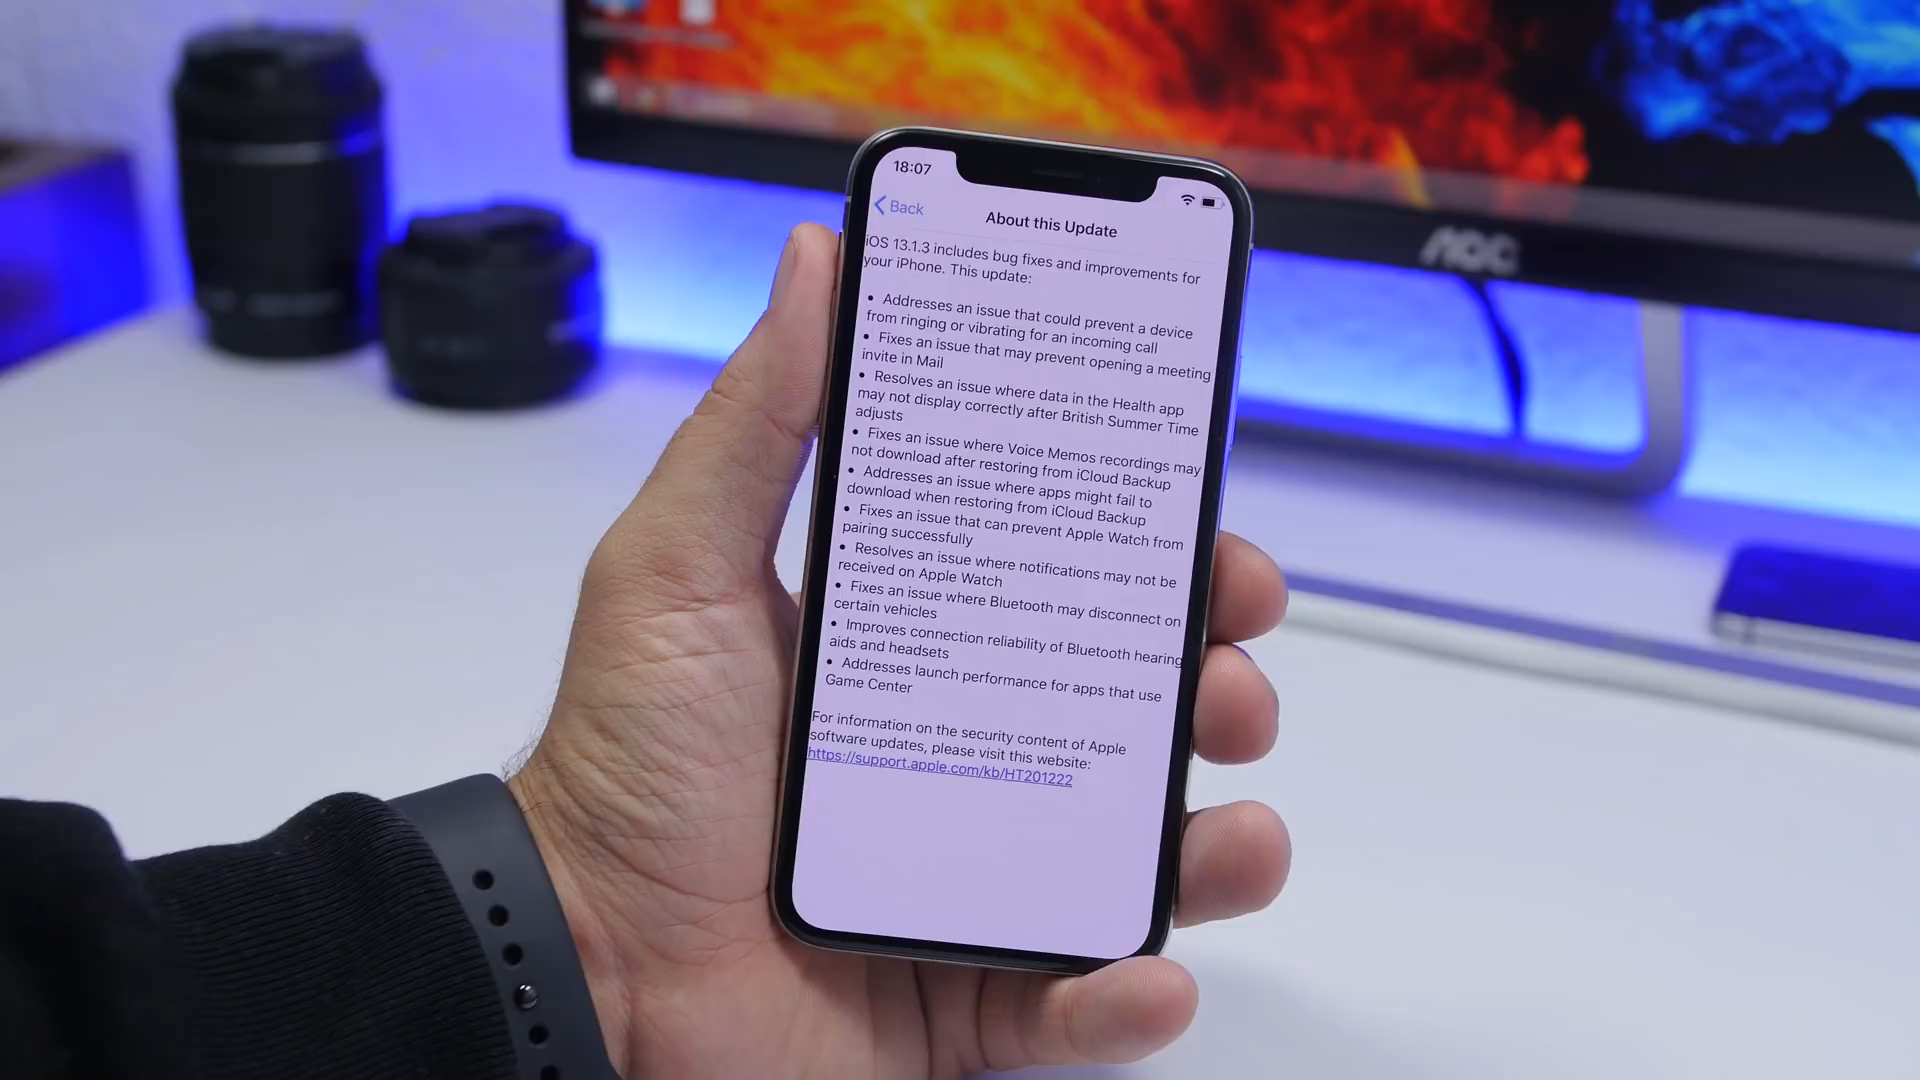 18:07
Back
About this Update
iOS 13.1.3 includes bug fixes and improvements for
your iPhone. This update:
• Addresses an issue that could prevent a device
from ringing or vibrating for an incoming call
• Fixes an issue that may prevent opening a meeting
invite in Mail
• Resolves an issue where data in the Health app
may not display correctly after British Summer Time
adjusts
• Fixes an issue where Voice Memos recordings may
not download after restoring from iCloud Backup
• Addresses an issue where apps might fail to
download when restoring from iCloud Backup
• Fixes an issue that can prevent Apple Watch from
pairing successfully
• Resolves an issue where notifications may not be
received on Apple Watch
• Fixes an issue where Bluetooth may disconnect on
certain vehicles
• Improves connection reliability of Bluetooth hearing
aids and headsets
• Addresses launch performance for apps that use
Game Center
For information on the security content of Apple
software updates, please visit this website:
https://support.apple.com/kb/HT201222
AOC